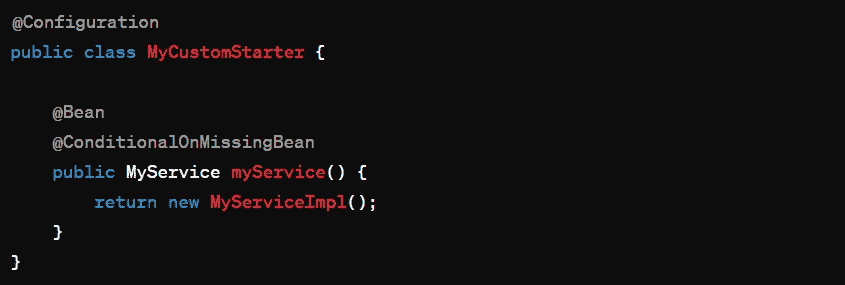 @Configuration
public class MyCustomStarter {
@Bean
@ConditionalOnMissingBean
public MyService myService() {
return new MyServiceImpl();
}
}